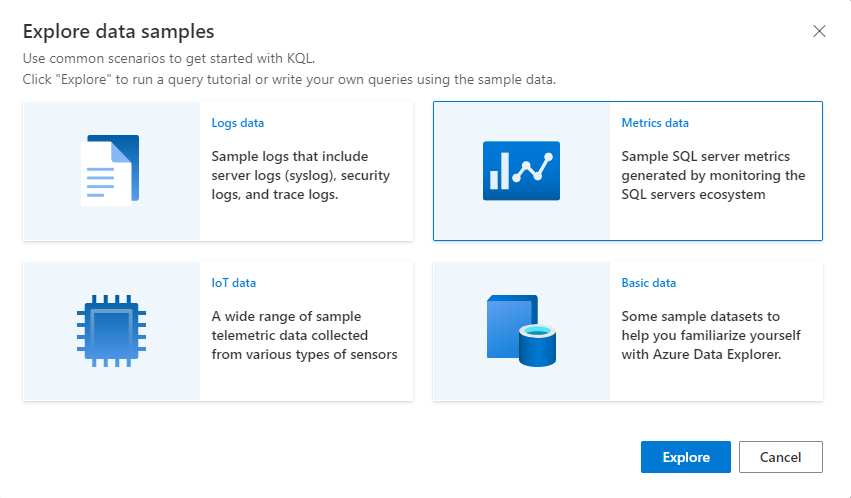 Explore data samples
Use common scenarios to get started with KQL.
Click "Explore" to run a query tutorial or write your own queries using the sample data.
Logs data
Sample logs that include
server logs (syslog), security
logs, and trace logs.
Metrics data
Sample SQL server metrics
generated by monitoring the
SQL servers ecosystem
IoT data
A wide range of sample
telemetric data collected
from various types of sensors
Basic data
Some sample datasets to
help you familiarize yourself
with Azure Data Explorer.
Explore
Cancel